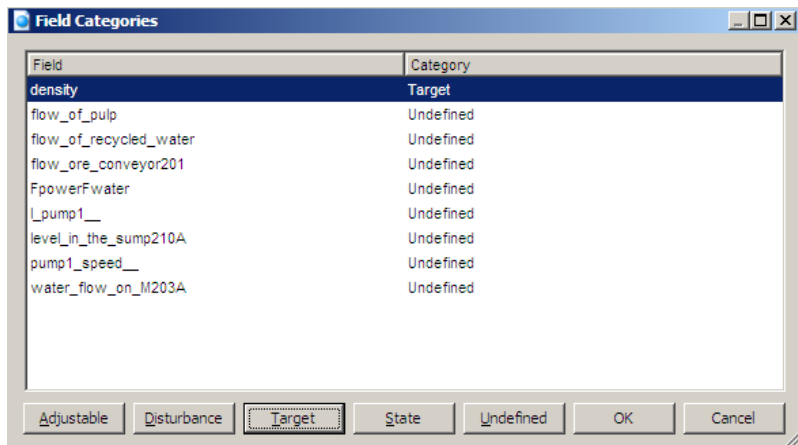 Field Categories
Field Category
density Target
flow_of_pulp Undefined
flow_of_recycled_water Undefined
flow_ore_conveyor201 Undefined
FpowerFwater Undefined
I_pump1__ Undefined
level_in_the_sump210A Undefined
pump1_speed__ Undefined
water_flow_on_M203A Undefined
Adjustable Disturbance Target State Undefined OK Cancel